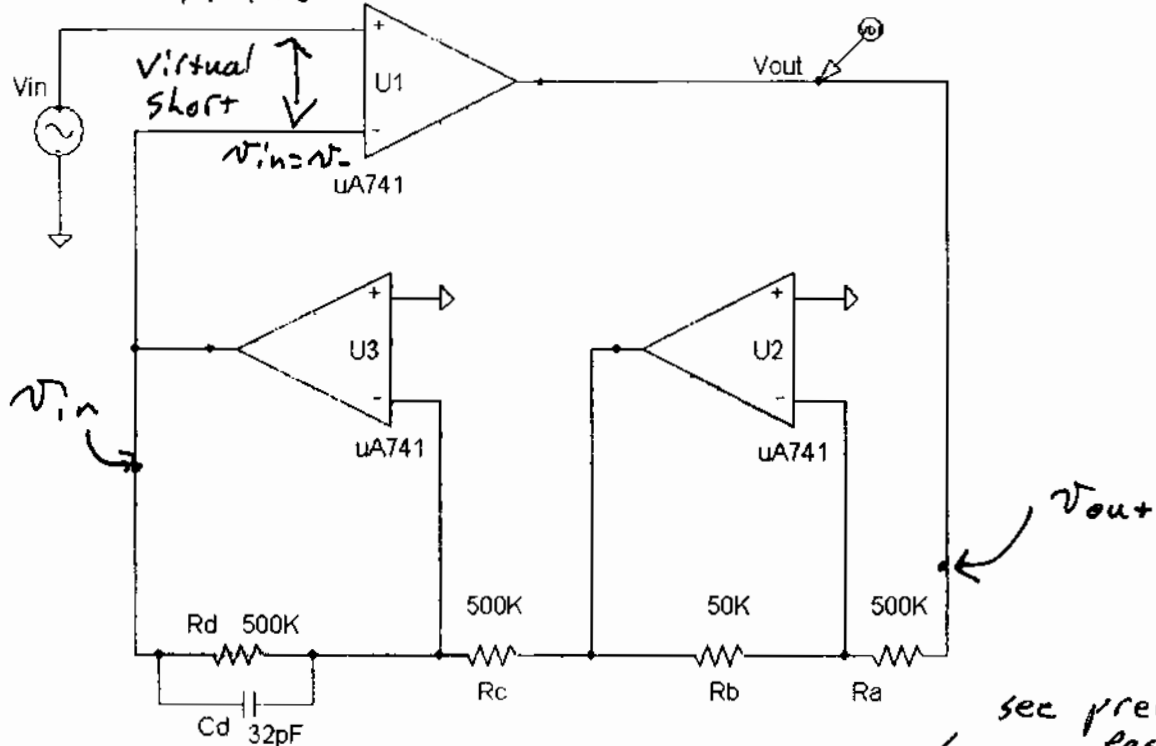 +
Vout
virtual
short
Vin
U1
-
vin=v-
uA741
+
+
U3
U2
-
-
uA741
uA741
vin
vout
500K
50K
500K
Rd 500K
Rc
Rb
Ra
Cd 32pF
see